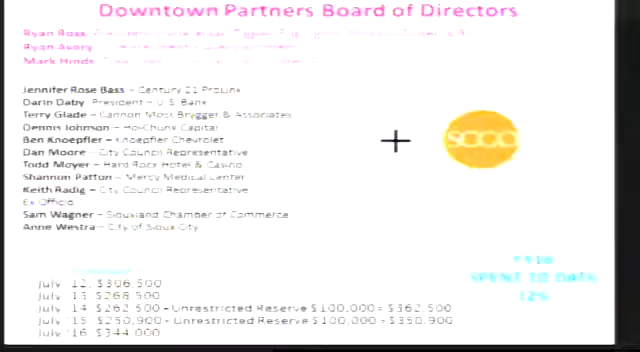 Downtown Partners Board of Directors
Ryan Ross
Ryan Avery
Mark Hinds
Jennifer Rose Bass – Century 21 ProLink
Darin Daby President – U.S. Bank
Terry Glade – Cannon Moss Brygger & Associates
Dennis Johnson – Ho-Chunk Capital
Ben Knoepfler – Knoepfler Chevrolet
Dan Moore – City Council Representative
Todd Moyer – Hard Rock Hotel & Casino
Shannon Patton – Mercy Medical Center
Keith Radig – City Council Representative
Ex Officio
Sam Wagner – Siouxland Chamber of Commerce
Anne Westra – City of Sioux City
+
SPENT TO DATE
July '12 $306,500
July '13 $268,500
July '14 $262,500 – Unrestricted Reserve $100,000 = $362,500
July '15 $250,900 – Unrestricted Reserve $100,000 = $350,900
July '16 $344,000